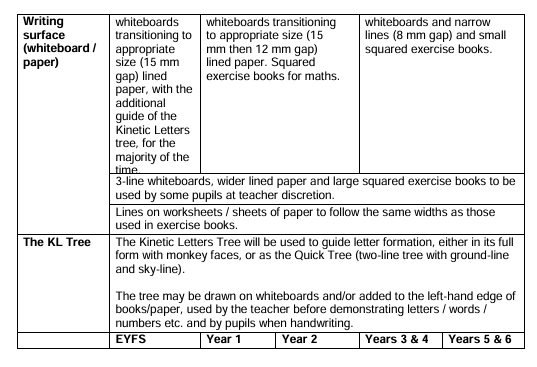 Writing
surface
(whiteboard /
paper)
whiteboards
transitioning to
appropriate
size (15 mm
gap) lined
paper, with the
additional
guide of the
Kinetic Letters
tree, for the
majority of the
time.
whiteboards transitioning
to appropriate size (15
mm then 12 mm gap)
lined paper. Squared
exercise books for maths.
whiteboards and narrow
lines (8 mm gap) and small
squared exercise books.
3-line whiteboards, wider lined paper and large squared exercise books to be
used by some pupils at teacher discretion.
Lines on worksheets / sheets of paper to follow the same widths as those
used in exercise books.
The KL Tree
The Kinetic Letters Tree will be used to guide letter formation, either in its full
form with monkey faces, or as the Quick Tree (two-line tree with ground-line
and sky-line).
The tree may be drawn on whiteboards and/or added to the left-hand edge of
books/paper, used by the teacher before demonstrating letters / words /
numbers etc. and by pupils when handwriting.
EYFS Year 1 Year 2 Years 3 & 4 Years 5 & 6